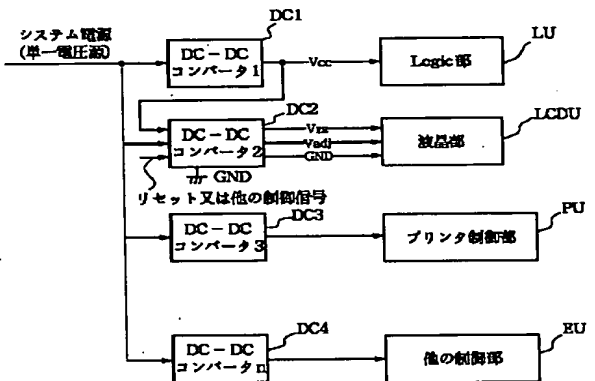 システム電源
(単一電圧源)
DC1
DC－DC
コンバータ1
Vcc
Logic部
LU
DC2
DC－DC
コンバータ2
Vadj
GND
液晶部
LCDU
GND
リセット又は他の制御信号
DC3
DC－DC
コンバータ3
プリンタ制御部
PU
DC4
DC－DC
コンバータn
他の制御部
EU